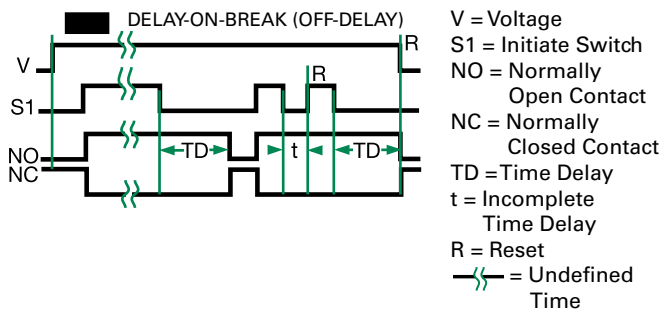 DELAY-ON-BREAK (OFF-DELAY)
V
R
S1
R
NO
NC
TD
t
TD
V = Voltage
S1 = Initiate Switch
NO = Normally
Open Contact
NC = Normally
Closed Contact
TD = Time Delay
t = Incomplete
Time Delay
R = Reset
= Undefined
Time